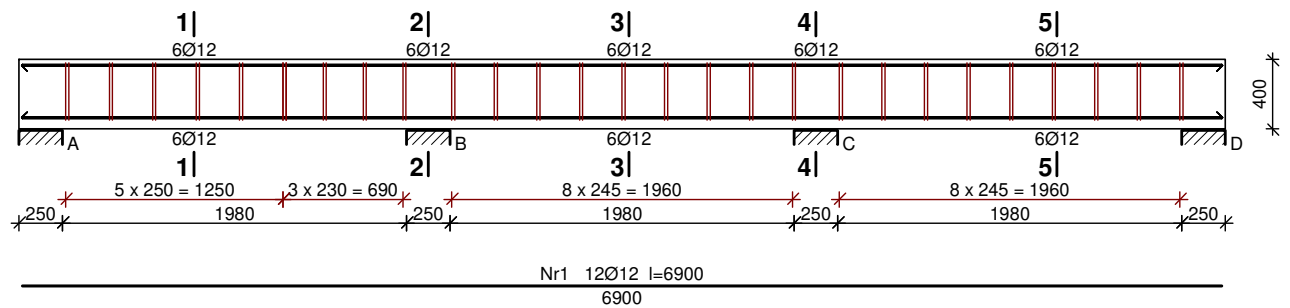 1 2 3 4 5
6Ø12 6Ø12 6Ø12 6Ø12 6Ø12
400
6Ø12 6Ø12 6Ø12
A B C D
1 2 3 4 5
5 x 250 = 1250 3 x 230 = 690 8 x 245 = 1960 8 x 245 = 1960
250 1980 250 1980 250 1980 250
Nr1 12Ø12 l=6900
6900